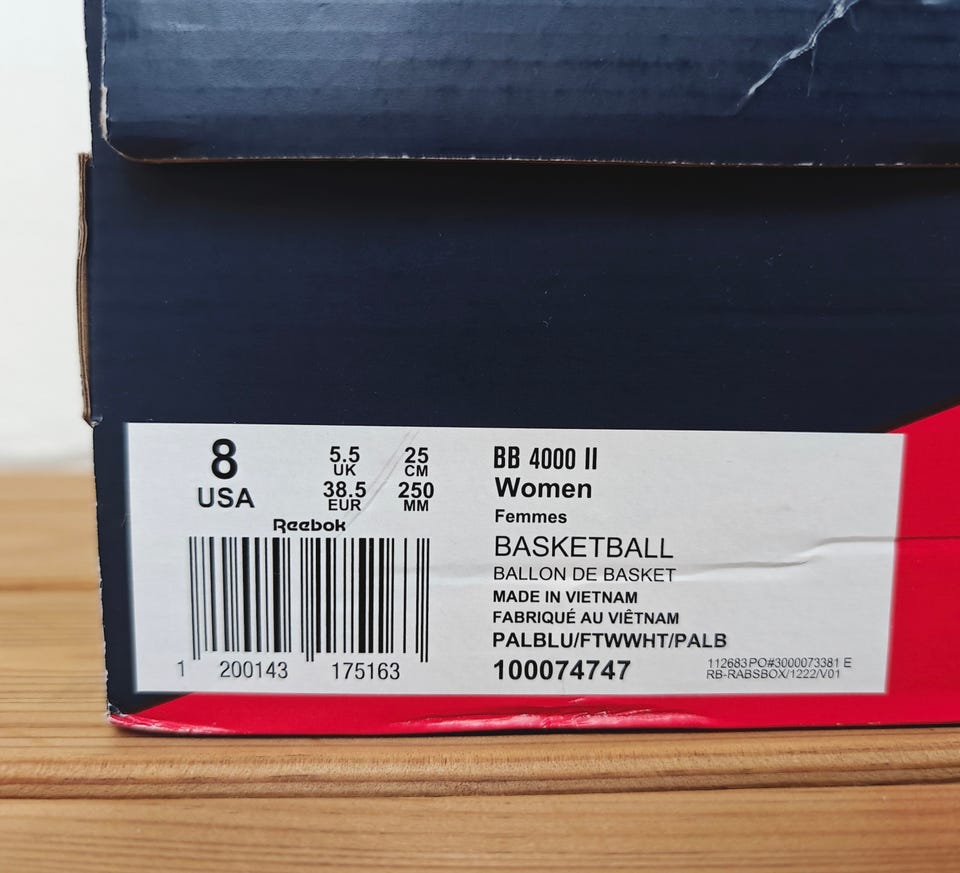 8
USA
5.5
UK
38.5
EUR
25
CM
250
MM
Reebok
1 200143 175163
BB 4000 II
Women
Femmes
BASKETBALL
BALLON DE BASKET
MADE IN VIETNAM
FABRIQUÉ AU VIÊTNAM
PALBLU/FTWWHT/PALB
100074747
112683 PO#3000073381 E
RB-RABSBOX/1222/V01